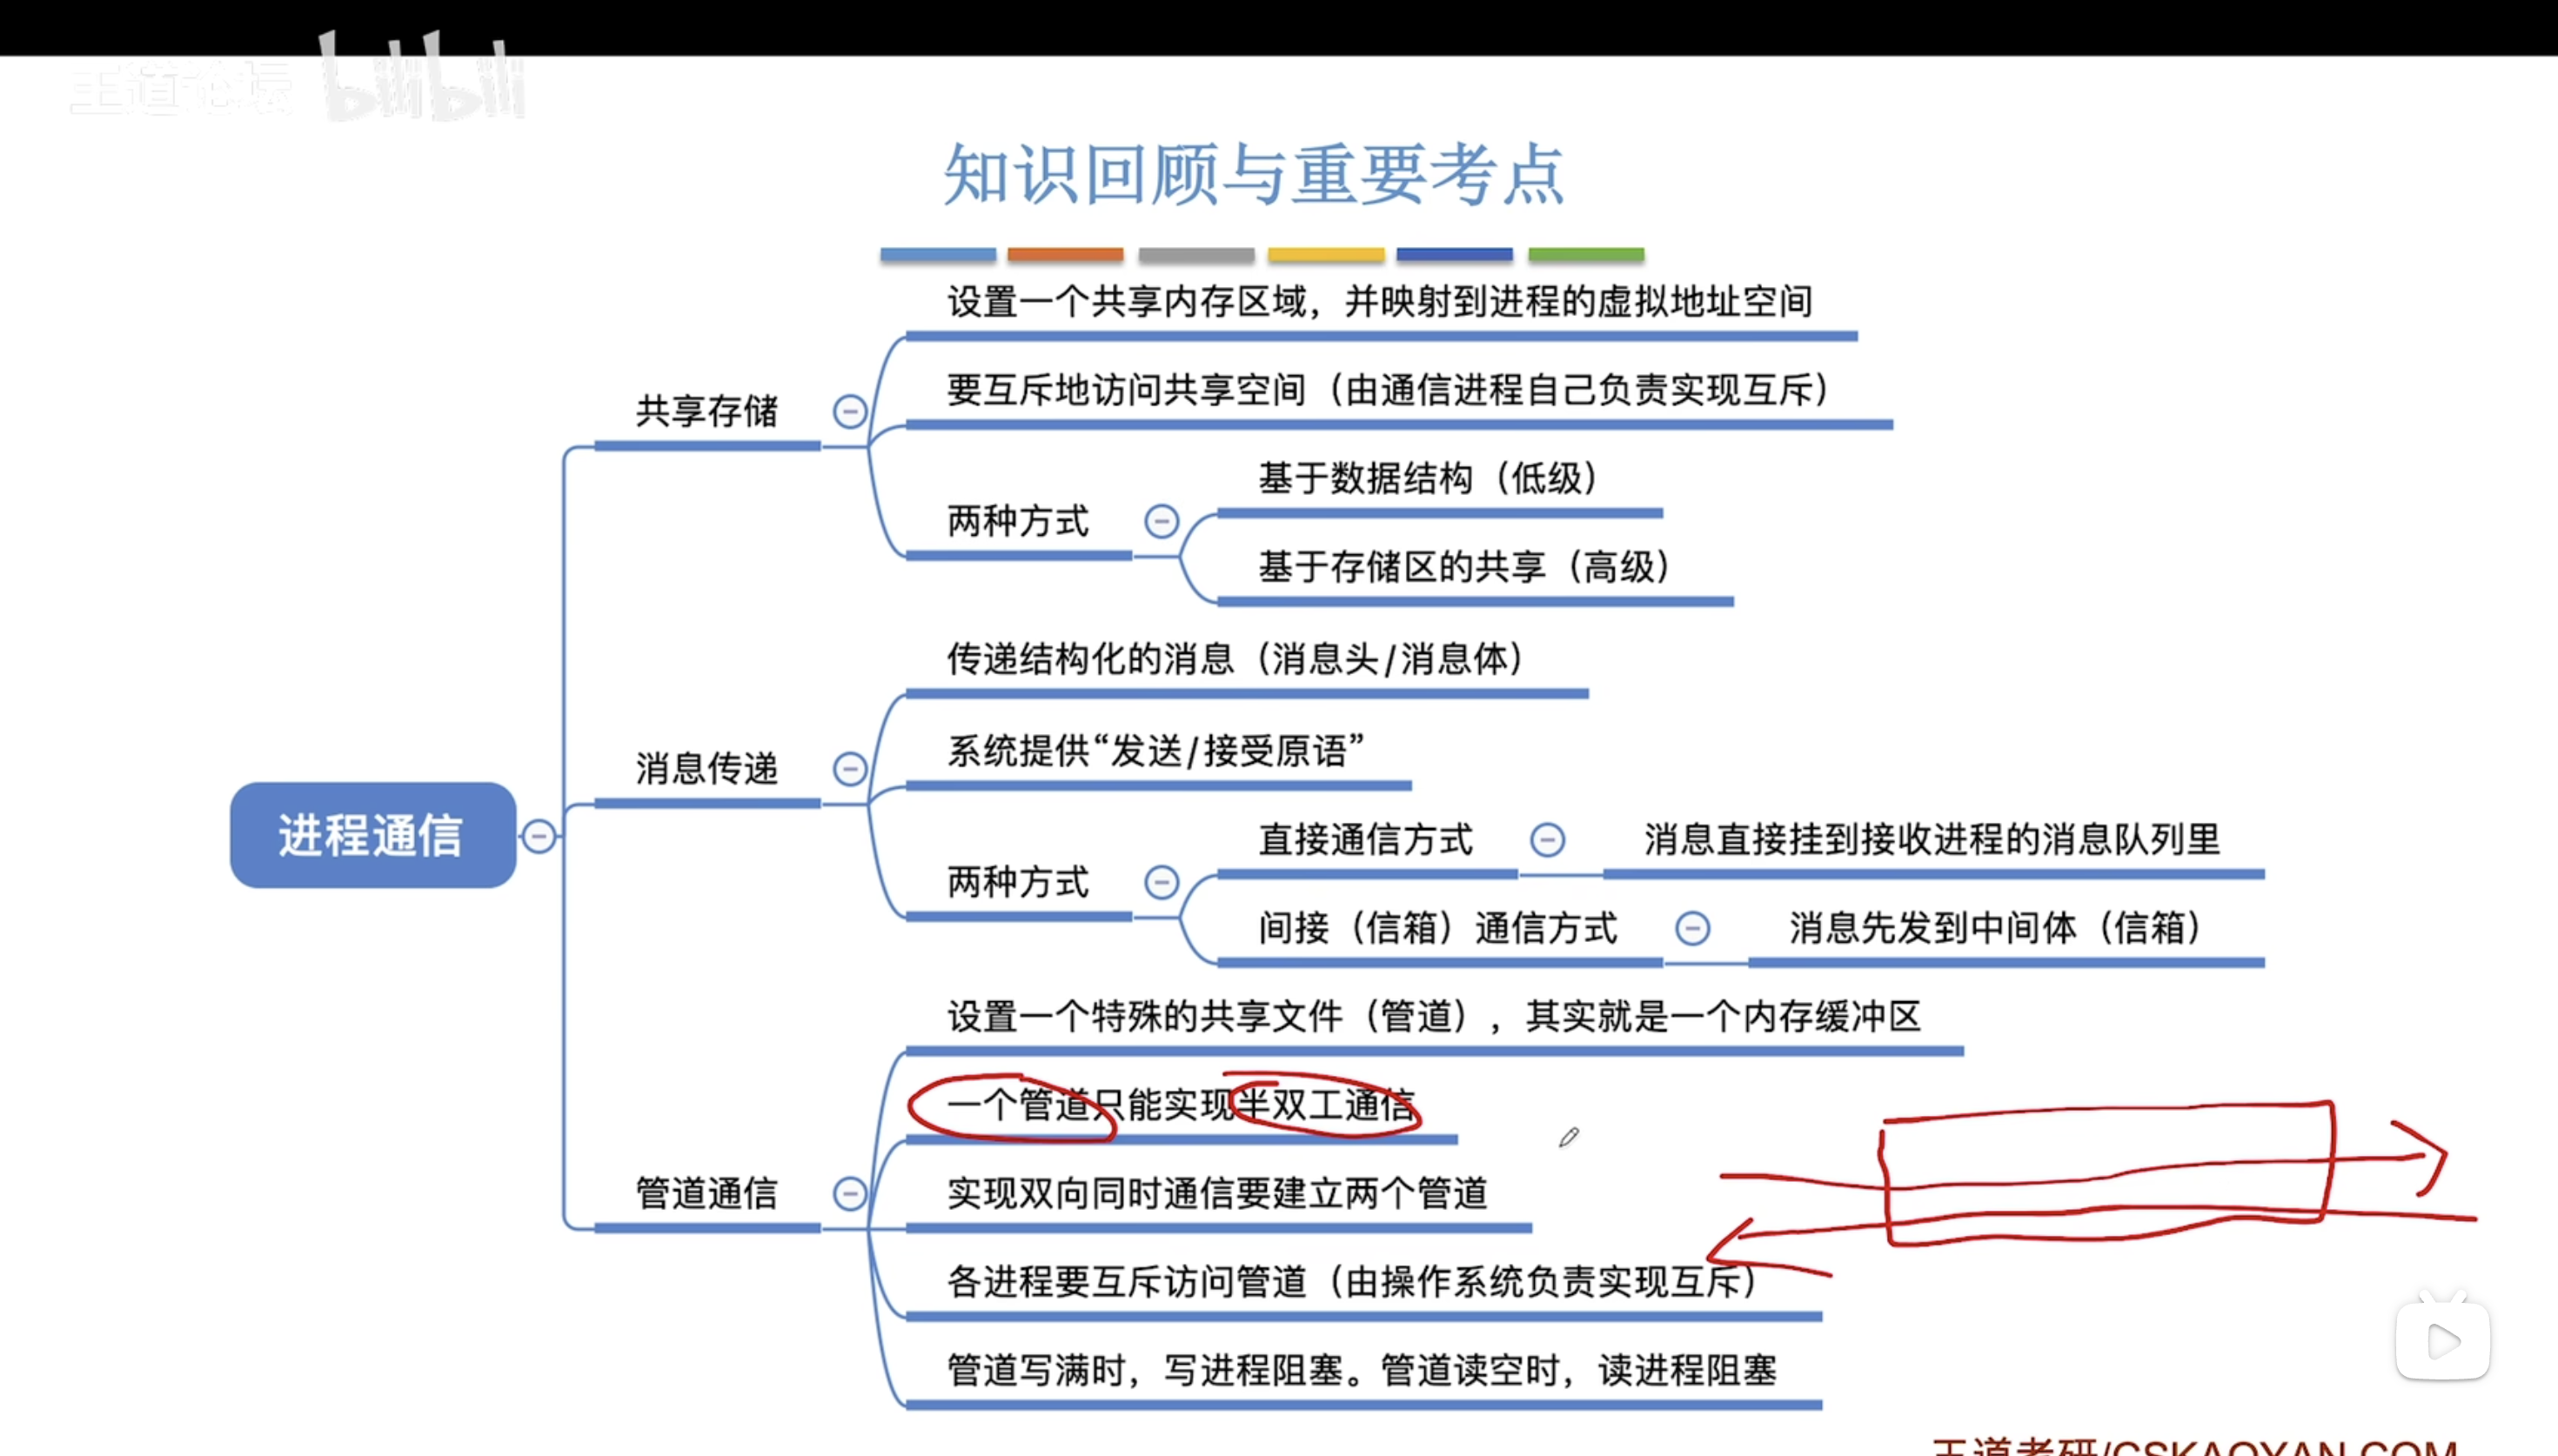 王道论坛 bilibili
知识回顾与重要考点
设置一个共享内存区域，并映射到进程的虚拟地址空间
要互斥地访问共享空间（由通信进程自己负责实现互斥）
共享存储
基于数据结构（低级）
两种方式
基于存储区的共享（高级）
传递结构化的消息（消息头/消息体）
系统提供“发送/接受原语”
消息传递
直接通信方式 消息直接挂到接收进程的消息队列里
两种方式
间接（信箱）通信方式 消息先发到中间体（信箱）
进程通信
设置一个特殊的共享文件（管道），其实就是一个内存缓冲区
一个管道只能实现半双工通信
管道通信
实现双向同时通信要建立两个管道
各进程要互斥访问管道（由操作系统负责实现互斥）
管道写满时，写进程阻塞。管道读空时，读进程阻塞
王道考研/CSKAOYAN.COM